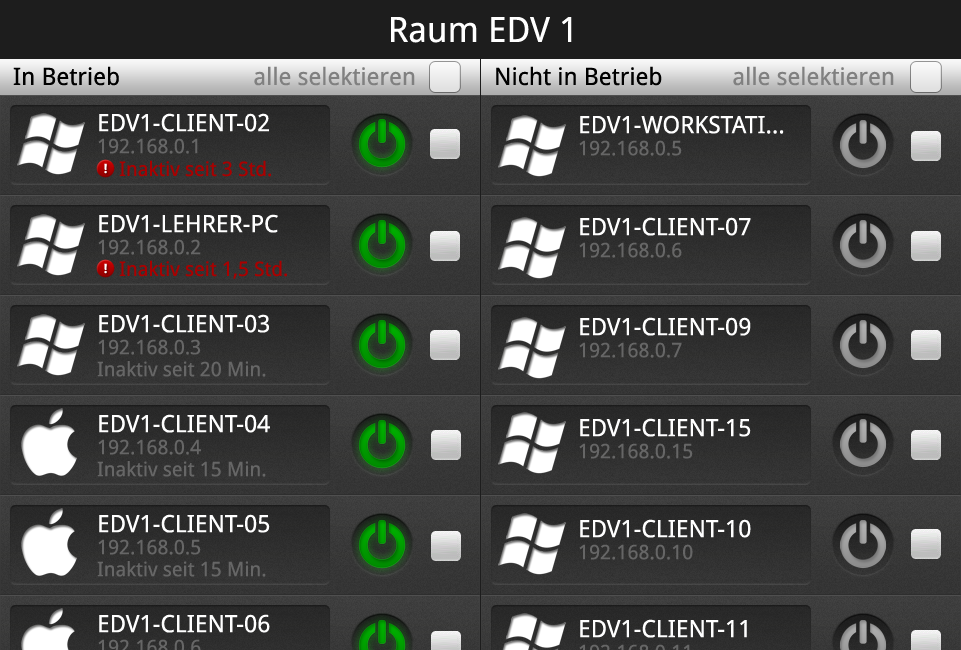 Raum EDV 1
In Betrieb
alle selektieren
EDV1-CLIENT-02
192.168.0.1
Inaktiv seit 3 Std.
EDV1-LEHRER-PC
192.168.0.2
Inaktiv seit 1,5 Std.
EDV1-CLIENT-03
192.168.0.3
Inaktiv seit 20 Min.
EDV1-CLIENT-04
192.168.0.4
Inaktiv seit 15 Min.
EDV1-CLIENT-05
192.168.0.5
Inaktiv seit 15 Min.
EDV1-CLIENT-06
192.168.0.6
Nicht in Betrieb
alle selektieren
EDV1-WORKSTATI...
192.168.0.5
EDV1-CLIENT-07
192.168.0.6
EDV1-CLIENT-09
192.168.0.7
EDV1-CLIENT-15
192.168.0.15
EDV1-CLIENT-10
192.168.0.10
EDV1-CLIENT-11
192.168.0.11